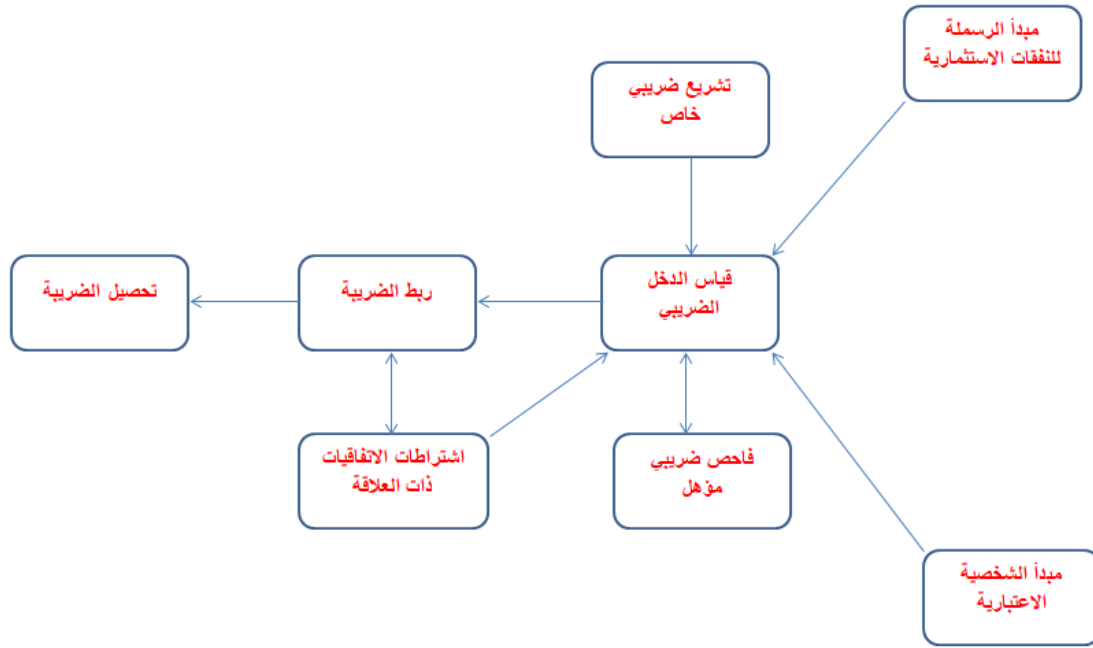 مبدأ الرسملة
للنفقات الاستثمارية
تشريع ضريبي
خاص
قياس الدخل
الضريبي
ربط الضريبة
تحصيل الضريبة
فاحص ضريبي
مؤهل
اشتراطات الاتفاقيات
ذات العلاقة
مبدأ الشخصية
الاعتبارية